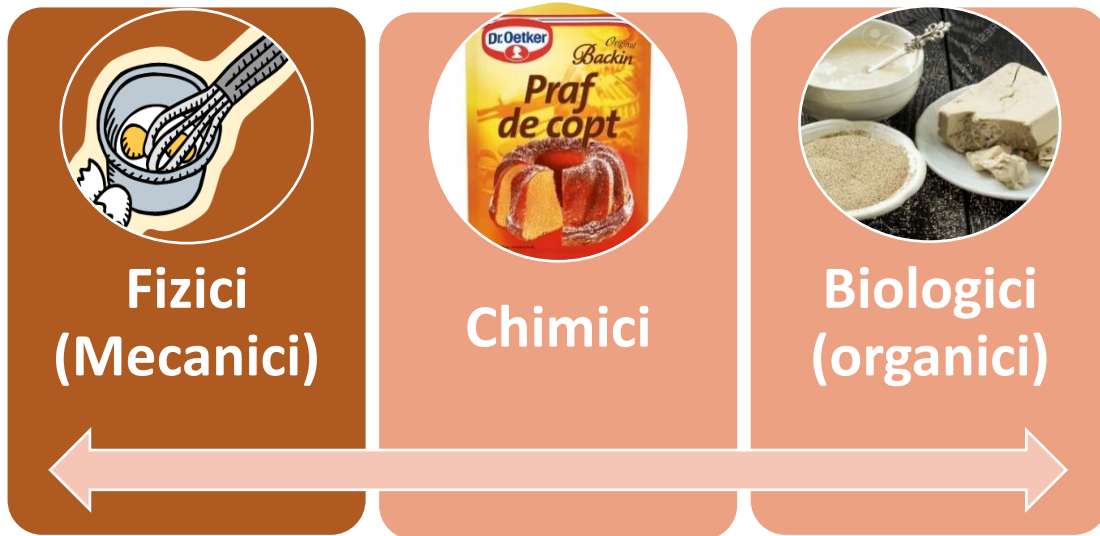 Fizici
(Mecanici)
Dr.Oetker
Original
Backin
Praf
de copt
Chimici
Biologici
(organici)